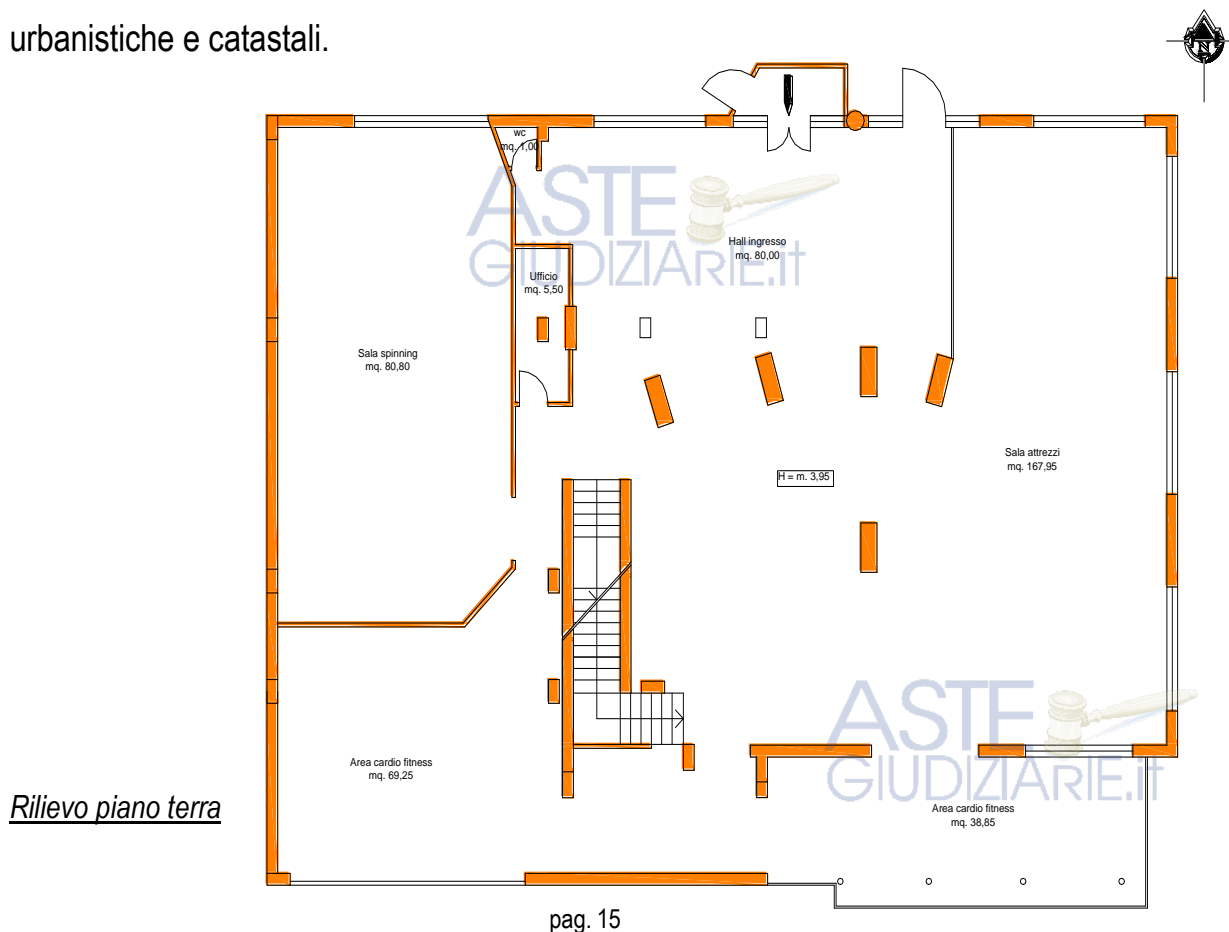 urbanistiche e catastali.
N
wc
mq. 1,00
ASTE
GIUDIZIARIE.it
Hall ingresso
mq. 80,00
Ufficio
mq. 5,50
Sala spinning
mq. 80,80
Sala attrezzi
mq. 167,95
H = m. 3,95
ASTE
GIUDIZIARIE.it
Area cardio fitness
mq. 69,25
Area cardio fitness
mq. 38,85
Rilievo piano terra
pag. 15